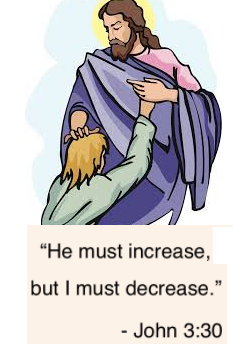 “He must increase,
but I must decrease.”
- John 3:30